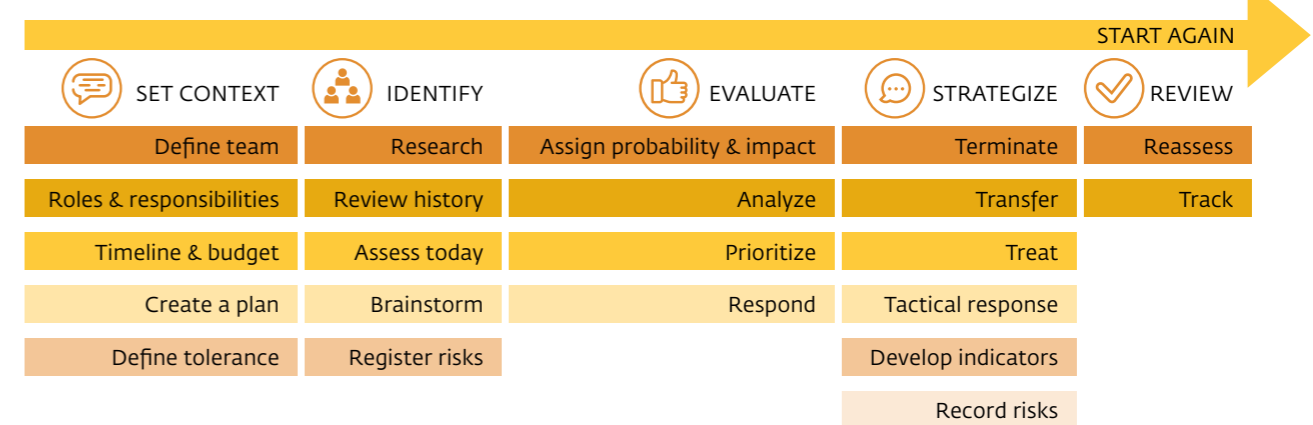 START AGAIN
SET CONTEXT
Define team
Roles & responsibilities
Timeline & budget
Create a plan
Define tolerance
IDENTIFY
Research
Review history
Assess today
Brainstorm
Register risks
EVALUATE
Assign probability & impact
Analyze
Prioritize
Respond
STRATEGIZE
Terminate
Transfer
Treat
Tactical response
Develop indicators
Record risks
REVIEW
Reassess
Track